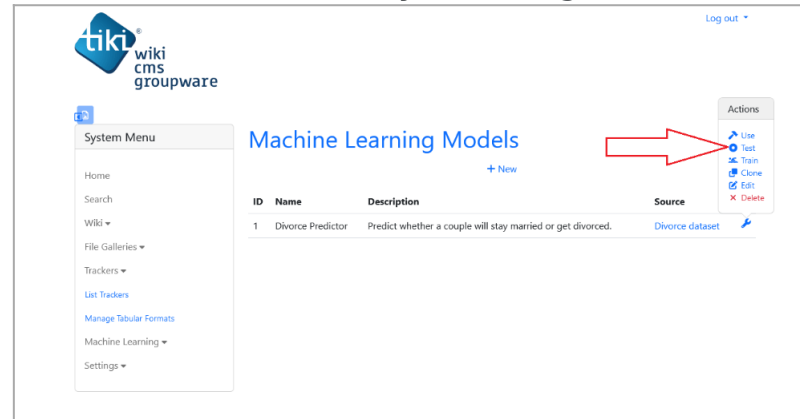 Log out
tiki
wiki
cms
groupware
Actions
Use
Test
Train
Clone
Edit
Delete
System Menu
Home
Search
Wiki
File Galleries
Trackers
List Trackers
Manage Tabular Formats
Machine Learning
Settings
Machine Learning Models
+ New
ID Name Description Source
1 Divorce Predictor Predict whether a couple will stay married or get divorced. Divorce dataset